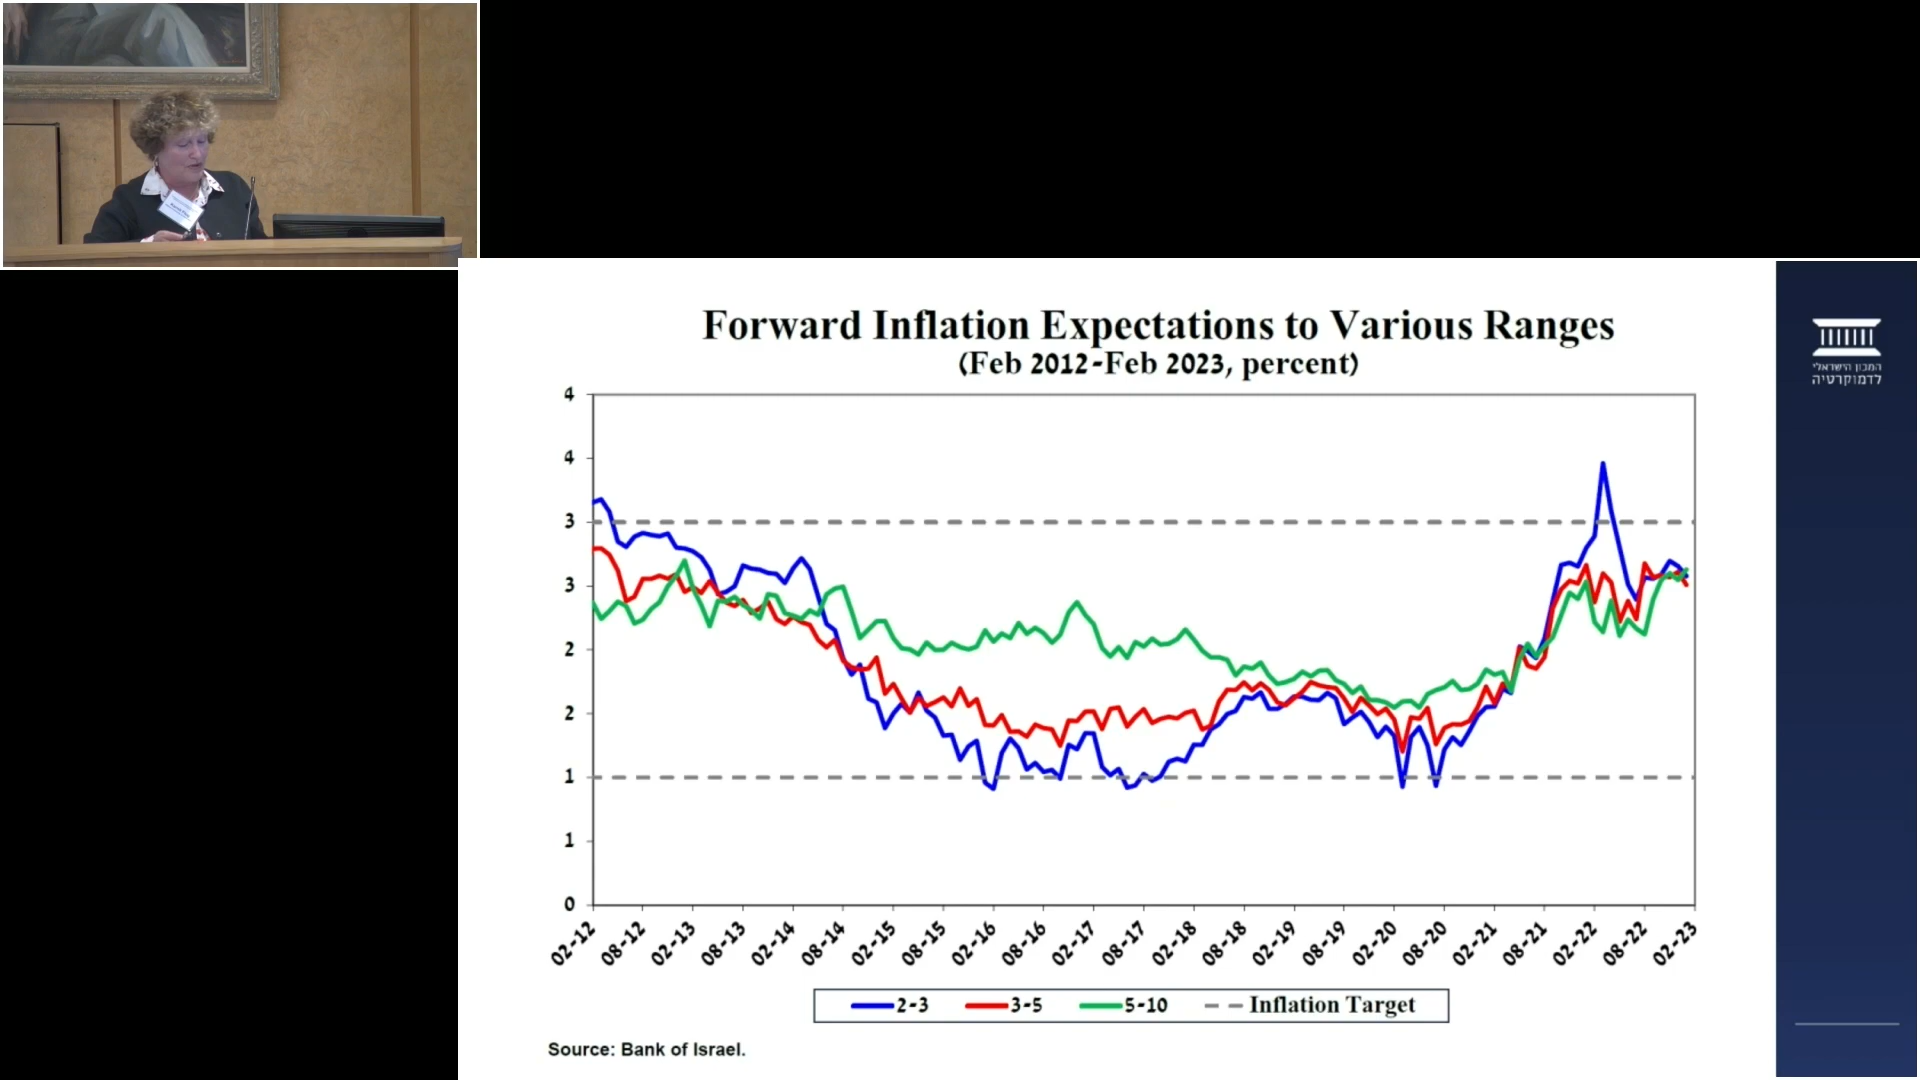 Forward Inflation Expectations to Various Ranges
(Feb 2012-Feb 2023, percent)
המכון הישראלי
לדמוקרטיה
4
4
3
3
2
2
1
1
0
02-12 08-12 02-13 08-13 02-14 08-14 02-15 08-15 02-16 08-16 02-17 08-17 02-18 08-18 02-19 08-19 02-20 08-20 02-21 08-21 02-22 08-22 02-23
2-3 3-5 5-10 Inflation Target
Source: Bank of Israel.